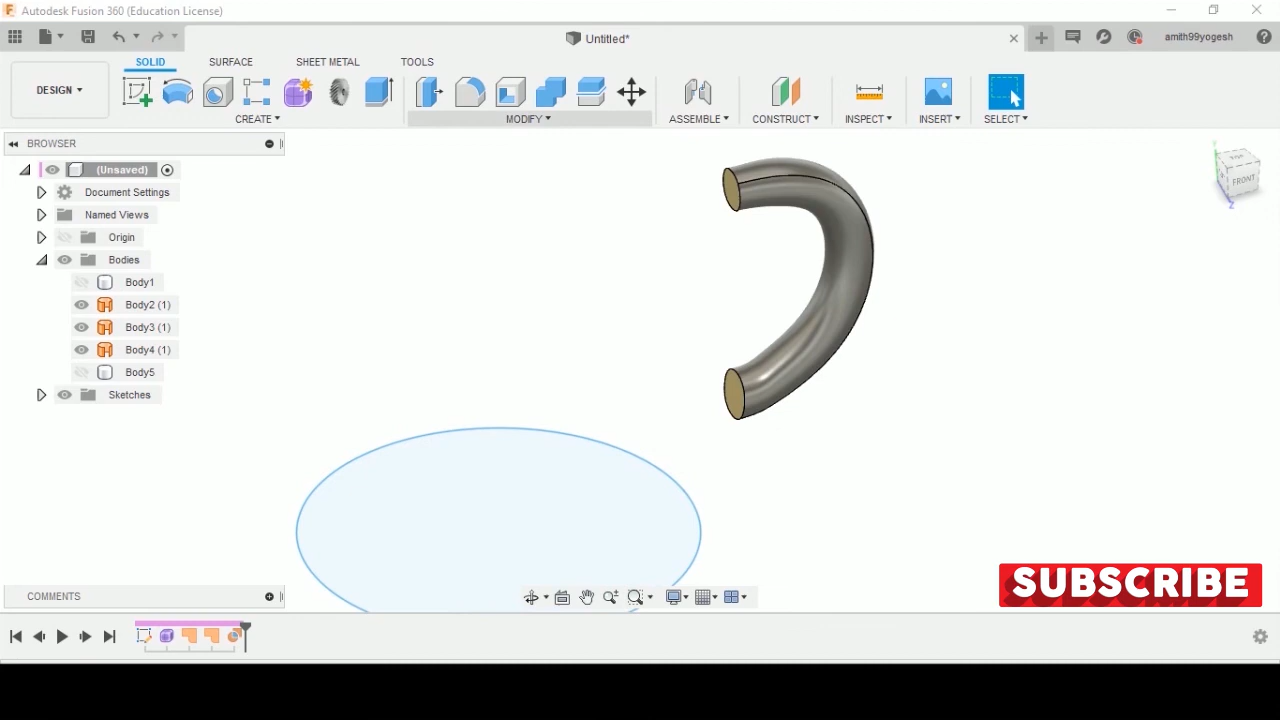 Autodesk Fusion 360 (Education License)
Untitled*
amith99yogesh
DESIGN
SOLID
SURFACE
SHEET METAL
TOOLS
CREATE
MODIFY
ASSEMBLE
CONSTRUCT
INSPECT
INSERT
SELECT
BROWSER
(Unsaved)
Document Settings
Named Views
Origin
Bodies
Body1
Body2 (1)
Body3 (1)
Body4 (1)
Body5
Sketches
TOP
FRONT
Y
Z
SUBSCRIBE
COMMENTS